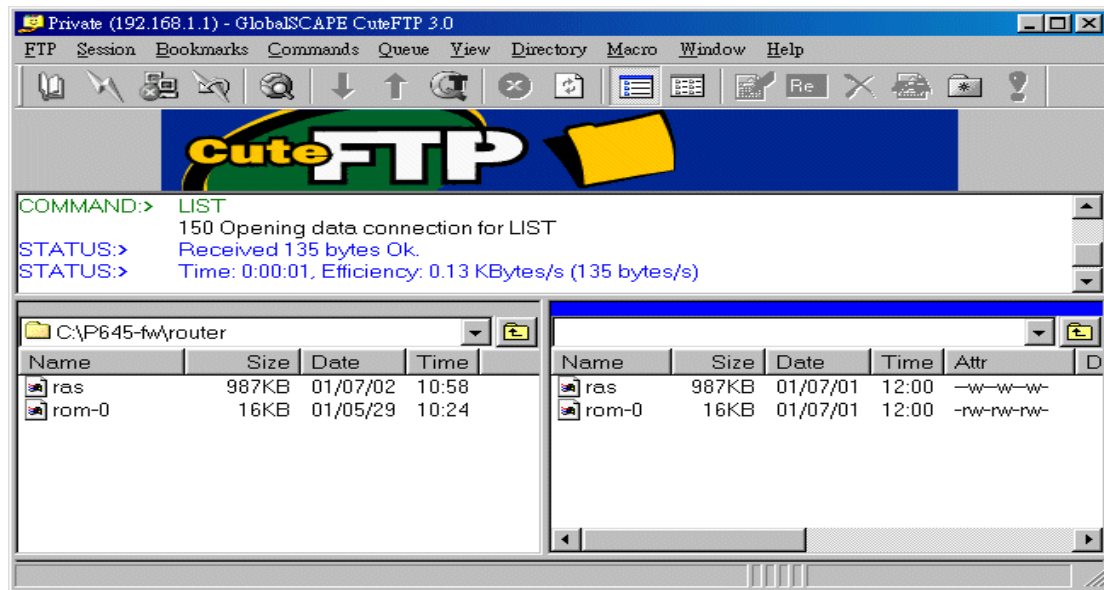 Private (192.168.1.1) - GlobalSCAPE CuteFTP 3.0
FTP Session Bookmarks Commands Queue View Directory Macro Window Help
Re
cuteFTP
COMMAND:> LIST
150 Opening data connection for LIST
STATUS:> Received 135 bytes Ok.
STATUS:> Time: 0:00:01, Efficiency: 0.13 KBytes/s (135 bytes/s)
C:\P645-fw\router
Name Size Date Time
ras 987KB 01/07/02 10:58
rom-0 16KB 01/05/29 10:24
Name Size Date Time Attr D
ras 987KB 01/07/01 12:00 --w--w--w-
rom-0 16KB 01/07/01 12:00 -rw-rw-rw-